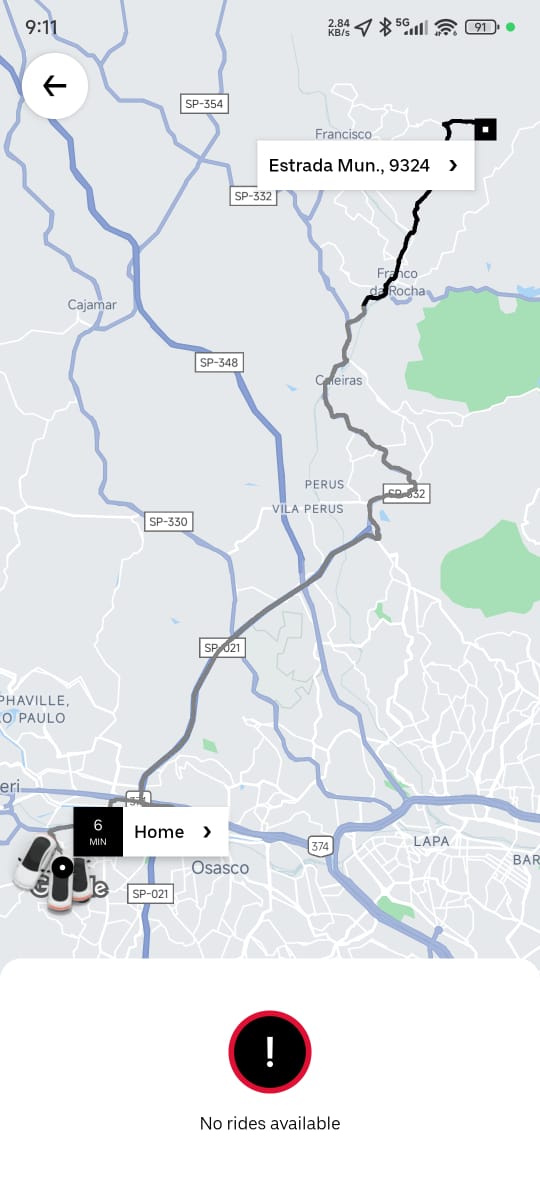 9:11
2.84
KB/s
5G
91
SP-354
Francisco
Estrada Mun., 9324
SP-332
Franco
da Rocha
Cajamar
SP-348
Caieiras
PERUS
SP-332
VILA PERUS
SP-330
SP-021
PHAVILLE,
O PAULO
eri
6
MIN
Home
374
LAPA
BAR
Osasco
SP-021
No rides available